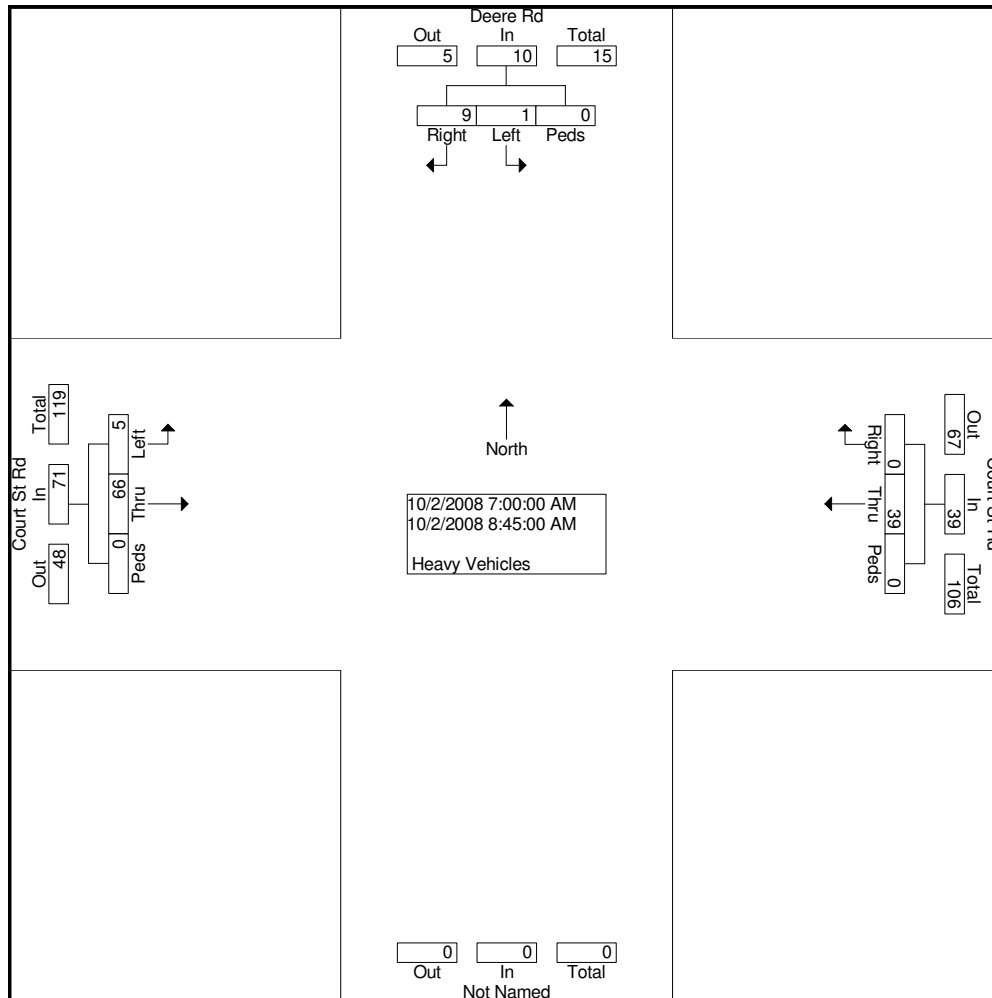 Deere Rd
Out In Total
5 10 15
9 1 0
Right Left Peds
Court St Rd
Total In Out
119 71 48
5 66 0
Left Thru Peds
North
10/2/2008 7:00:00 AM
10/2/2008 8:45:00 AM
Heavy Vehicles
Right Thru Peds
0 39 0
Out In Total
67 39 106
Court St Rd
0 0 0
Out In Total
Not Named